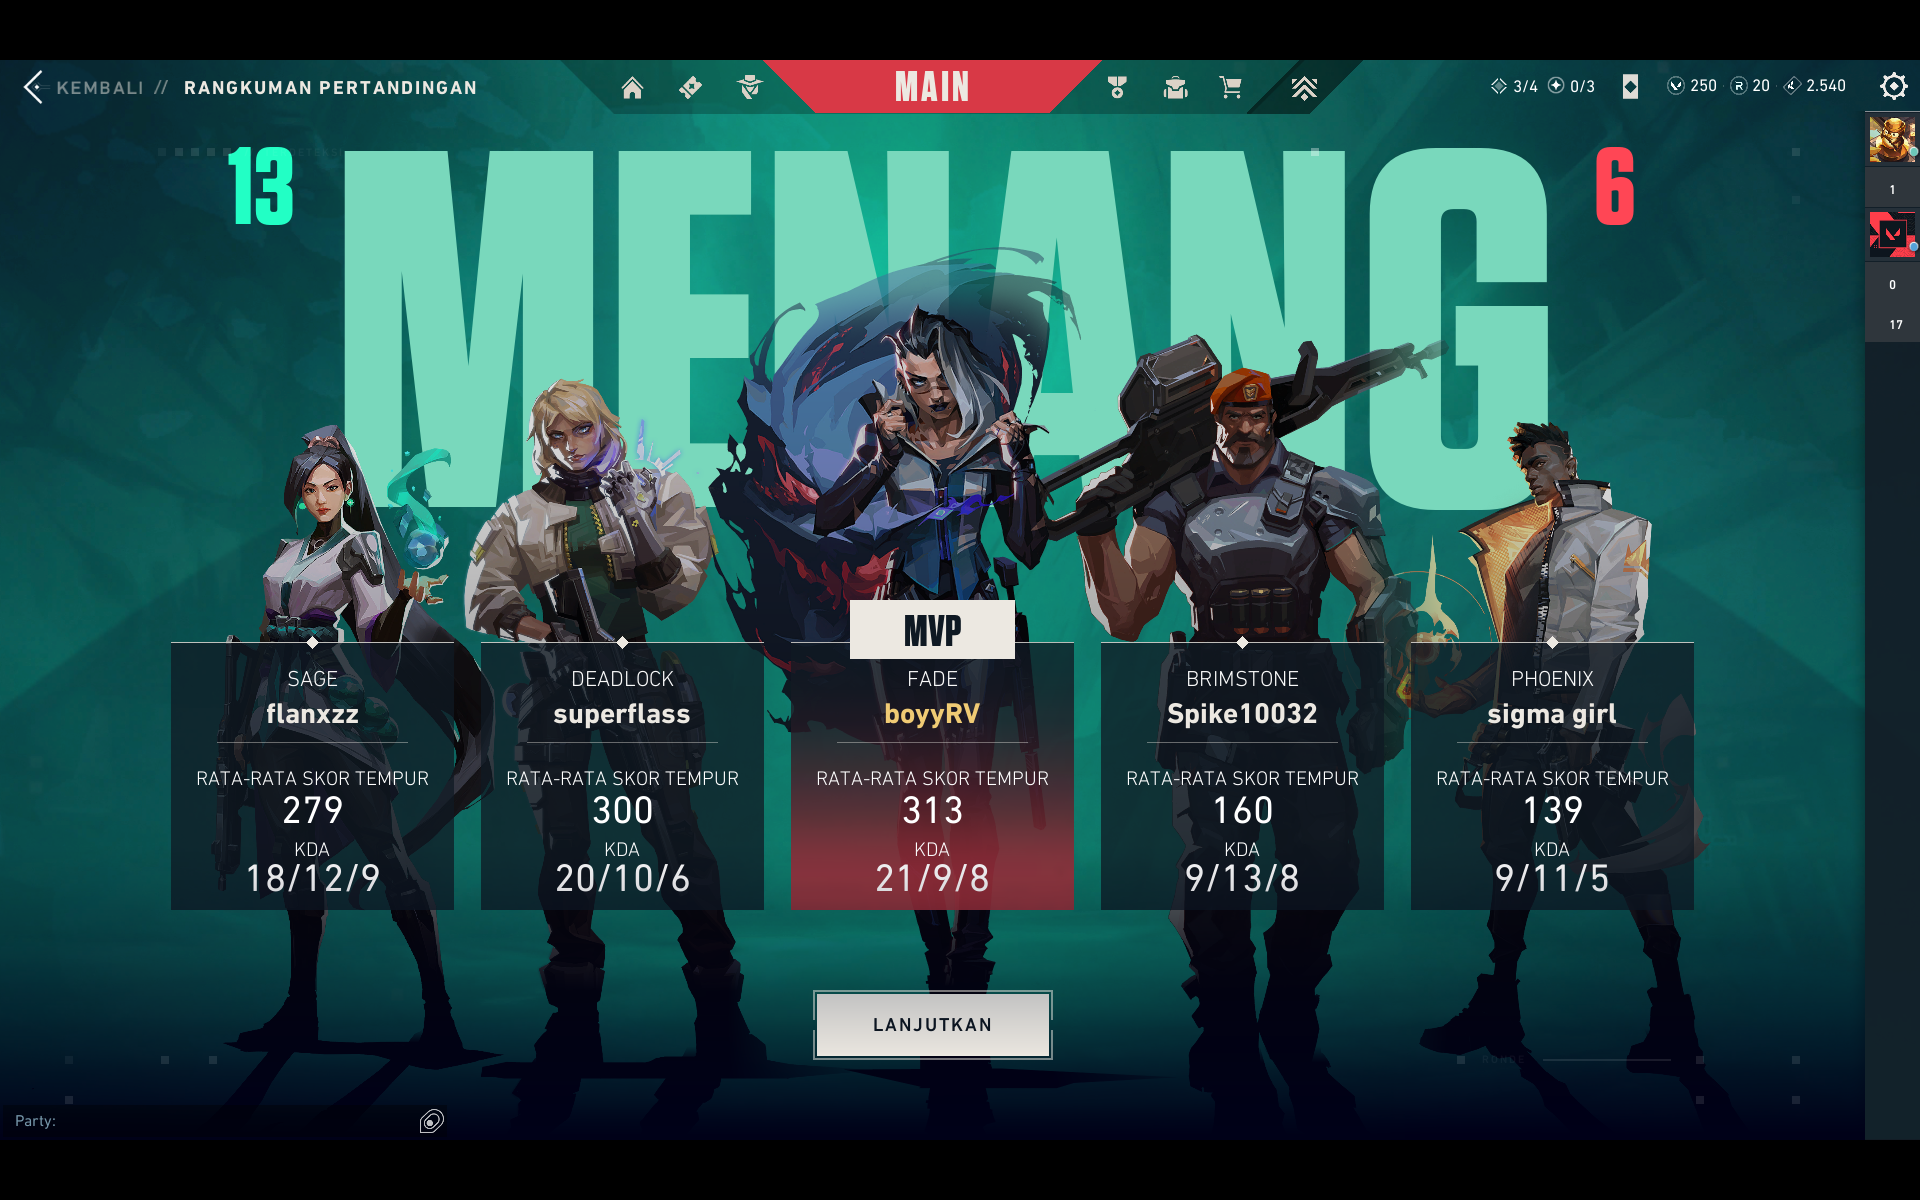 KEMBALI // RANGKUMAN PERTANDINGAN
MAIN
3/4 0/3 250 R 20 2.540
13
MENANG
6
1
0
17
MVP
SAGE
flanxzz
RATA-RATA SKOR TEMPUR
279
KDA
18/12/9
DEADLOCK
superflass
RATA-RATA SKOR TEMPUR
300
KDA
20/10/6
FADE
boyyRV
RATA-RATA SKOR TEMPUR
313
KDA
21/9/8
BRIMSTONE
Spike10032
RATA-RATA SKOR TEMPUR
160
KDA
9/13/8
PHOENIX
sigma girl
RATA-RATA SKOR TEMPUR
139
KDA
9/11/5
LANJUTKAN
RONDE
Party: